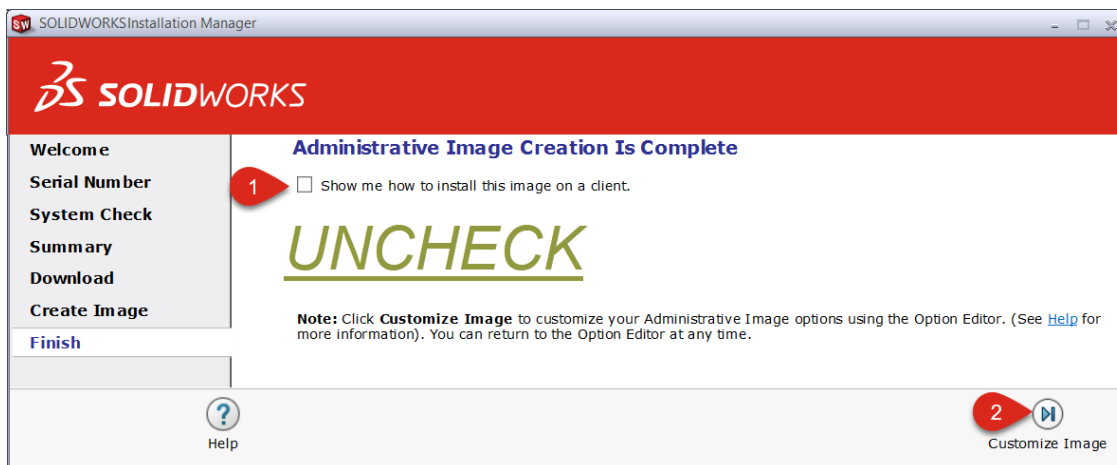 SOLIDWORKSInstallation Manager
SOLIDWORKS
Welcome
Serial Number
System Check
Summary
Download
Create Image
Finish
Administrative Image Creation Is Complete
1
Show me how to install this image on a client.
UNCHECK
Note: Click Customize Image to customize your Administrative Image options using the Option Editor. (See Help for
more information). You can return to the Option Editor at any time.
?
Help
2
Customize Image